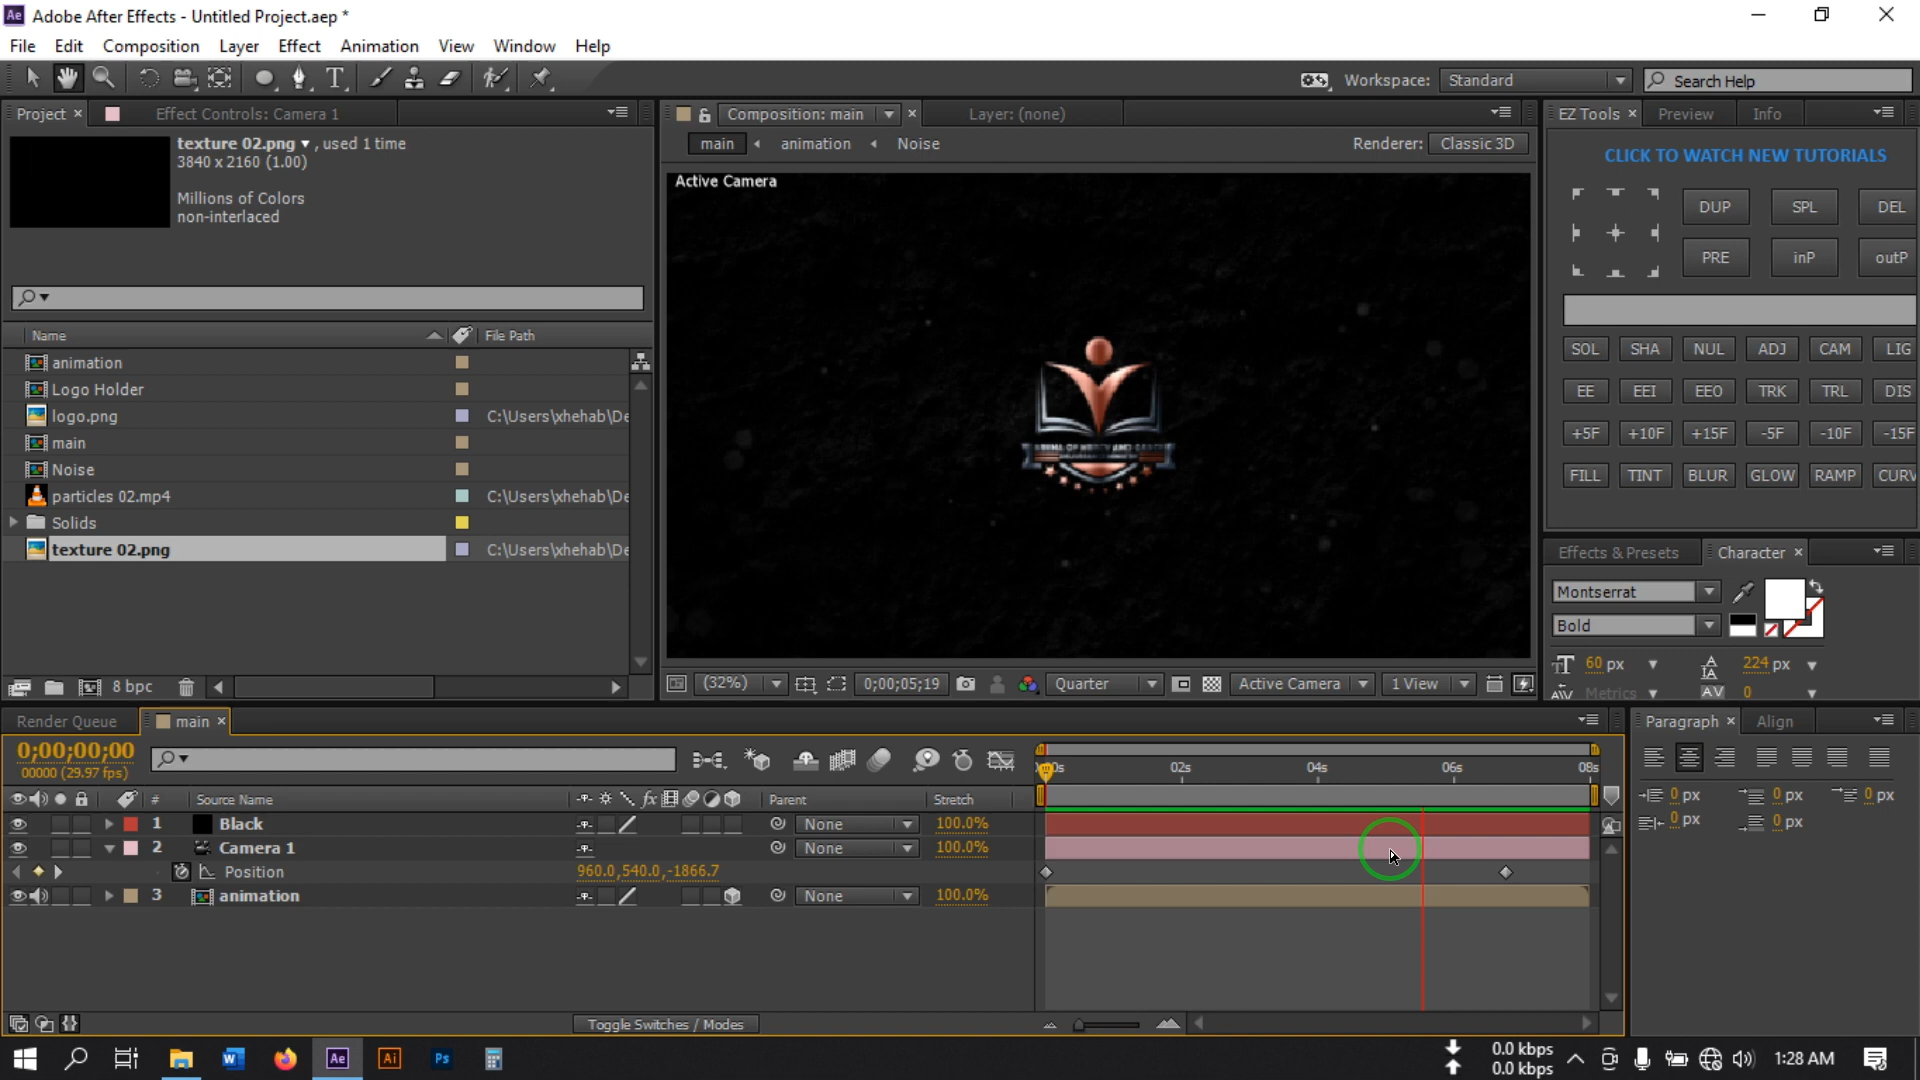 Ae Adobe After Effects - Untitled Project.aep *
File Edit Composition Layer Effect Animation View Window Help
Workspace: Standard Search Help
Project × Effect Controls: Camera 1
texture 02.png ▼ , used 1 time
3840 x 2160 (1.00)
Millions of Colors
non-interlaced
Name File Path
animation
Logo Holder
logo.png C:\Users\xhehab\De
main
Noise
particles 02.mp4 C:\Users\xhehab\De
Solids
texture 02.png C:\Users\xhehab\De
8 bpc
Composition: main × Layer: (none)
main animation Noise Renderer: Classic 3D
Active Camera
(32%) 0;00;05;19 Quarter Active Camera 1 View
EZ Tools × Preview Info
CLICK TO WATCH NEW TUTORIALS
DUP SPL DEL
PRE inP outP
SOL SHA NUL ADJ CAM LIG
EE EEI EEO TRK TRL DIS
+5F +10F +15F -5F -10F -15F
FILL TINT BLUR GLOW RAMP CURV
Effects & Presets Character ×
Montserrat
Bold
60 px 224 px
Metrics 0
Render Queue main ×
0;00;00;00
00000 (29.97 fps)
02s 04s 06s 08s
# Source Name fx Parent Stretch
1 Black None 100.0%
2 Camera 1 None 100.0%
Position 960.0,540.0,-1866.7
3 animation None 100.0%
Toggle Switches / Modes
Paragraph × Align
0 px 0 px 0 px
0 px 0 px
Ae Ai Ps
0.0 kbps
0.0 kbps
1:28 AM